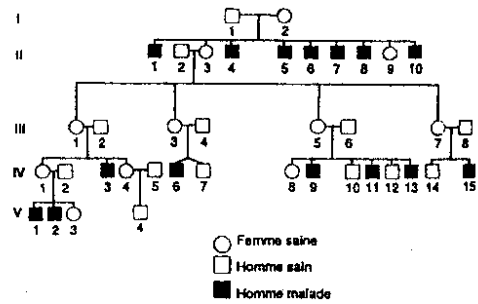 I
1 2
II
1 2 3 4 5 6 7 8 9 10
III
1 2 3 4 5 6 7 8
IV
1 2 3 4 5 6 7 8 9 10 11 12 13 14 15
V
1 2 3 4
Femme saine
Homme sain
Homme malade